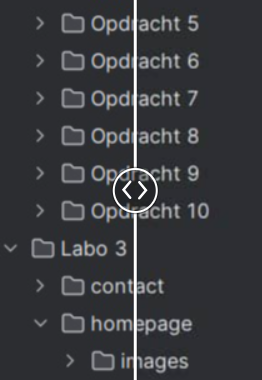 Opdracht 5
Opdracht 6
Opdracht 7
Opdracht 8
Opdracht 9
Opdracht 10
Labo 3
contact
homepage
images